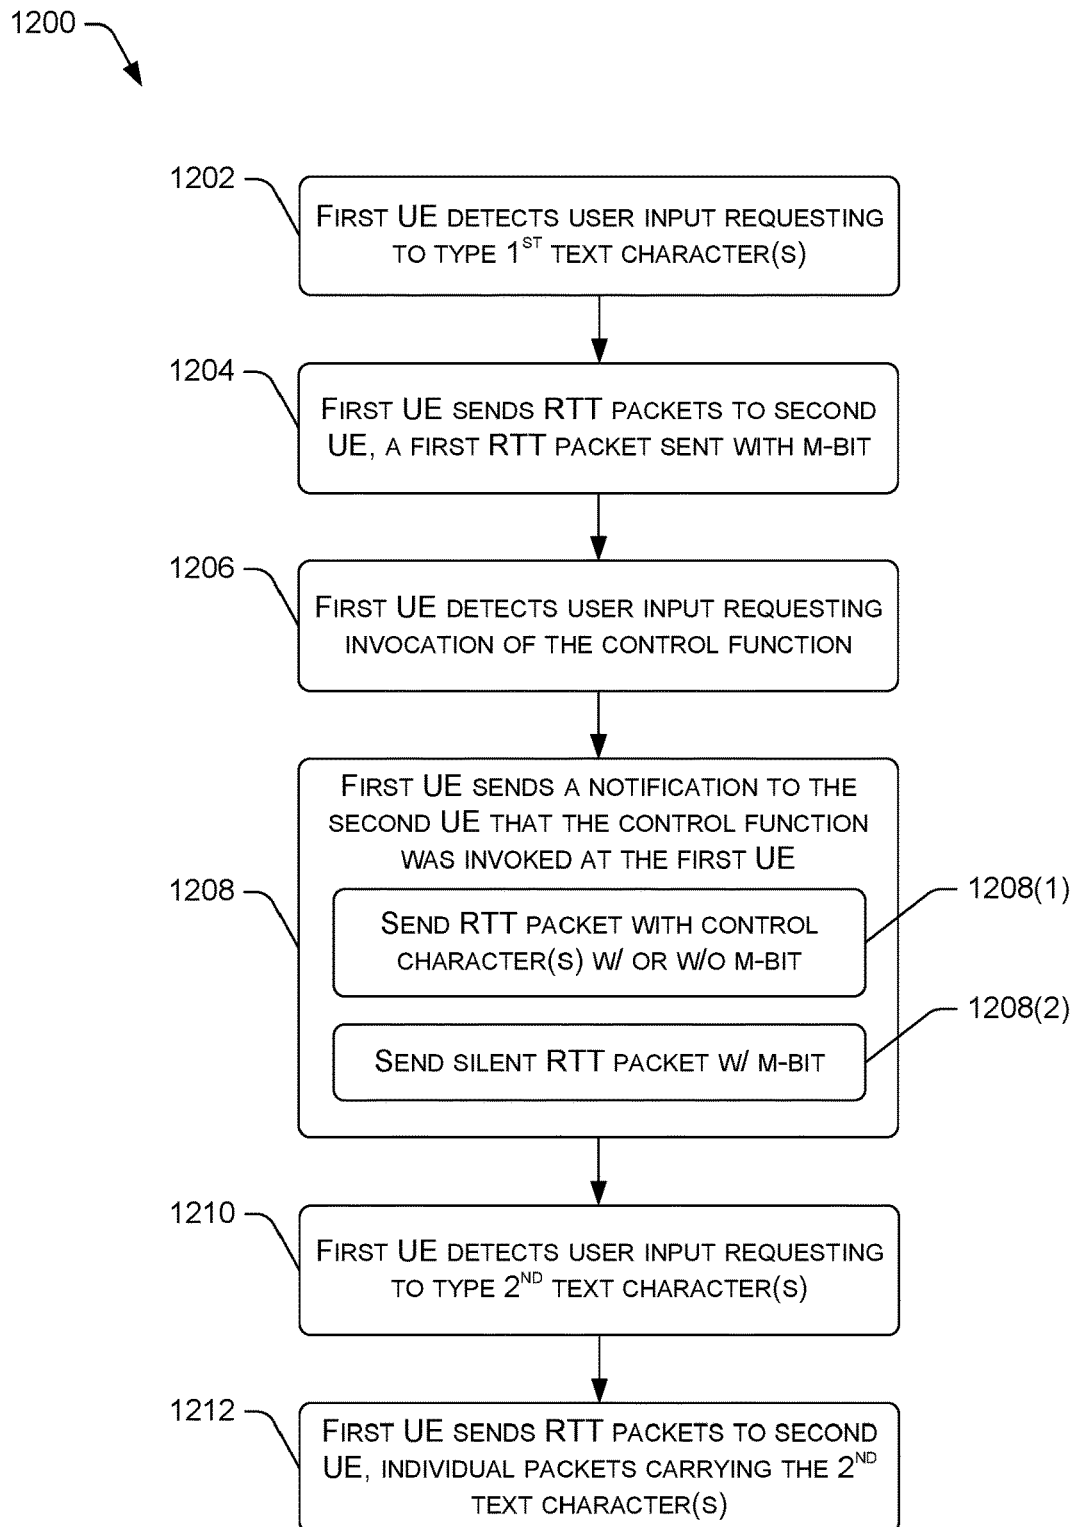 1200
1202
FIRST UE DETECTS USER INPUT REQUESTING
TO TYPE 1ST TEXT CHARACTER(S)
1204
FIRST UE SENDS RTT PACKETS TO SECOND
UE, A FIRST RTT PACKET SENT WITH M-BIT
1206
FIRST UE DETECTS USER INPUT REQUESTING
INVOCATION OF THE CONTROL FUNCTION
1208
FIRST UE SENDS A NOTIFICATION TO THE
SECOND UE THAT THE CONTROL FUNCTION
WAS INVOKED AT THE FIRST UE
1208(1)
SEND RTT PACKET WITH CONTROL
CHARACTER(S) W/ OR W/O M-BIT
1208(2)
SEND SILENT RTT PACKET W/ M-BIT
1210
FIRST UE DETECTS USER INPUT REQUESTING
TO TYPE 2ND TEXT CHARACTER(S)
1212
FIRST UE SENDS RTT PACKETS TO SECOND
UE, INDIVIDUAL PACKETS CARRYING THE 2ND
TEXT CHARACTER(S)